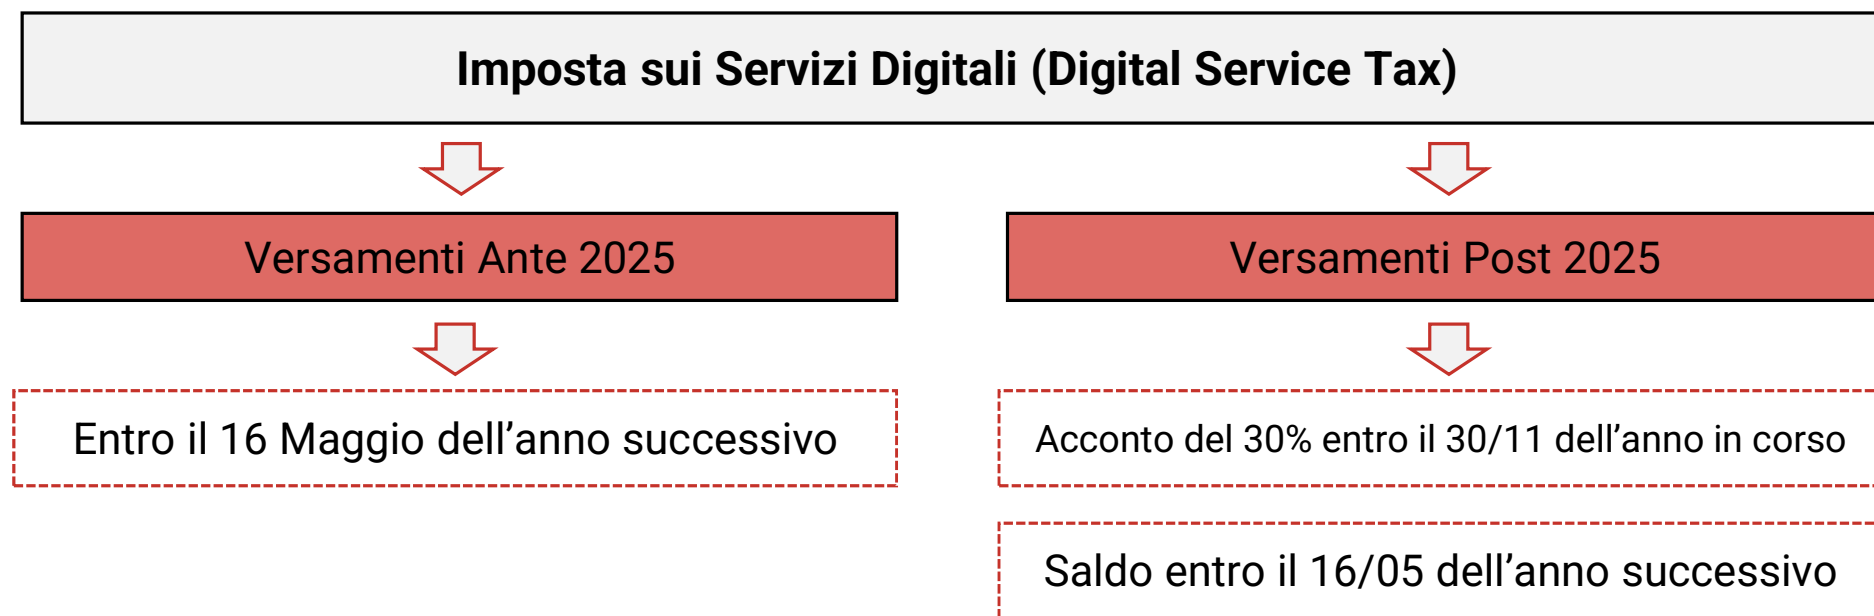 Imposta sui Servizi Digitali (Digital Service Tax)
Versamenti Ante 2025
Versamenti Post 2025
Entro il 16 Maggio dell’anno successivo
Acconto del 30% entro il 30/11 dell’anno in corso
Saldo entro il 16/05 dell’anno successivo